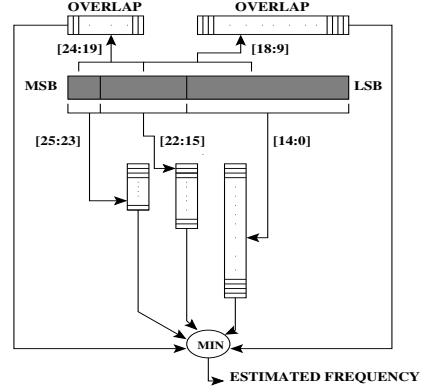 OVERLAP OVERLAP
[24:19] [18:9]
MSB LSB
[25:23] [22:15] [14:0]
MIN
ESTIMATED FREQUENCY